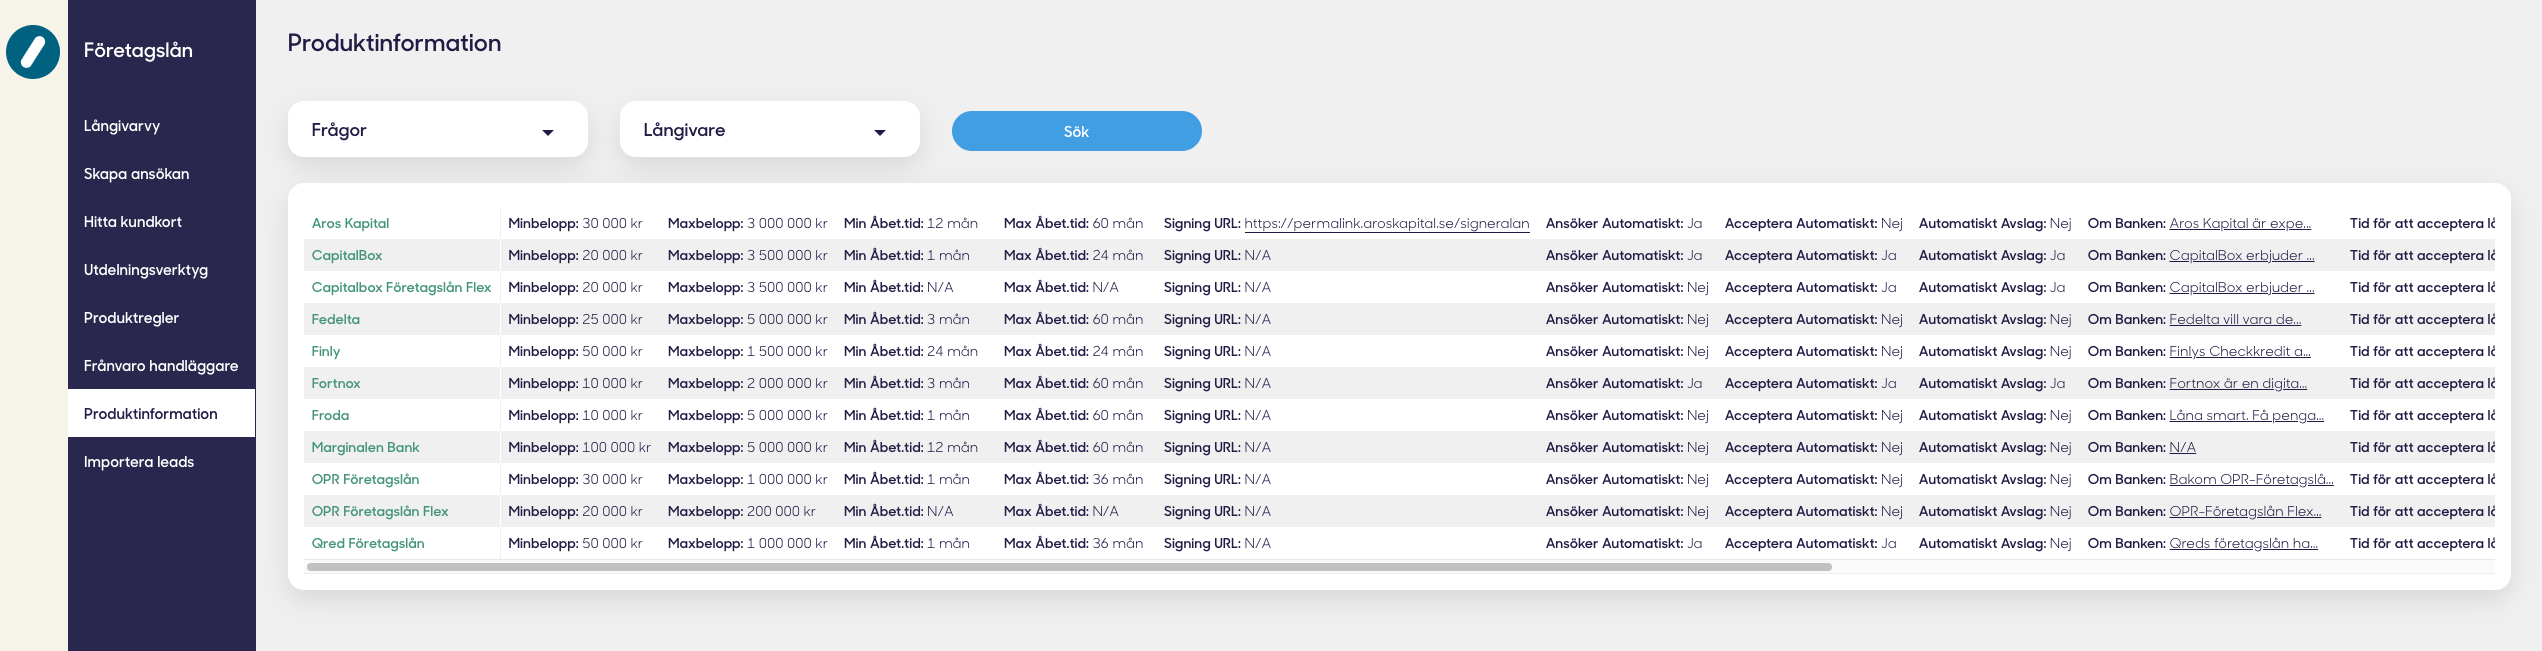 Företagslån
Långivarvy
Skapa ansökan
Hitta kundkort
Utdelningsverktyg
Produktregler
Frånvaro handläggare
Produktinformation
Importera leads
Produktinformation
Frågor
Långivare
Sök
Aros Kapital Minbelopp: 30 000 kr Maxbelopp: 3 000 000 kr Min Åbet.tid: 12 mån Max Åbet.tid: 60 mån Signing URL: https://permalink.aroskapital.se/signeralan Ansöker Automatiskt: Ja Acceptera Automatiskt: Nej Automatiskt Avslag: Nej Om Banken: Aros Kapital är expe... Tid för att acceptera lå
CapitalBox Minbelopp: 20 000 kr Maxbelopp: 3 500 000 kr Min Åbet.tid: 1 mån Max Åbet.tid: 24 mån Signing URL: N/A Ansöker Automatiskt: Ja Acceptera Automatiskt: Ja Automatiskt Avslag: Ja Om Banken: CapitalBox erbjuder ... Tid för att acceptera lå
Capitalbox Företagslån Flex Minbelopp: 20 000 kr Maxbelopp: 3 500 000 kr Min Åbet.tid: N/A Max Åbet.tid: N/A Signing URL: N/A Ansöker Automatiskt: Nej Acceptera Automatiskt: Ja Automatiskt Avslag: Ja Om Banken: CapitalBox erbjuder ... Tid för att acceptera lå
Fedelta Minbelopp: 25 000 kr Maxbelopp: 5 000 000 kr Min Åbet.tid: 3 mån Max Åbet.tid: 60 mån Signing URL: N/A Ansöker Automatiskt: Nej Acceptera Automatiskt: Nej Automatiskt Avslag: Nej Om Banken: Fedelta vill vara de... Tid för att acceptera lå
Finly Minbelopp: 50 000 kr Maxbelopp: 1 500 000 kr Min Åbet.tid: 24 mån Max Åbet.tid: 24 mån Signing URL: N/A Ansöker Automatiskt: Nej Acceptera Automatiskt: Nej Automatiskt Avslag: Nej Om Banken: Finlys Checkkredit a... Tid för att acceptera lå
Fortnox Minbelopp: 10 000 kr Maxbelopp: 2 000 000 kr Min Åbet.tid: 3 mån Max Åbet.tid: 60 mån Signing URL: N/A Ansöker Automatiskt: Ja Acceptera Automatiskt: Ja Automatiskt Avslag: Ja Om Banken: Fortnox är en digita... Tid för att acceptera lå
Froda Minbelopp: 10 000 kr Maxbelopp: 5 000 000 kr Min Åbet.tid: 1 mån Max Åbet.tid: 60 mån Signing URL: N/A Ansöker Automatiskt: Nej Acceptera Automatiskt: Nej Automatiskt Avslag: Nej Om Banken: Låna smart. Få penga... Tid för att acceptera lå
Marginalen Bank Minbelopp: 100 000 kr Maxbelopp: 5 000 000 kr Min Åbet.tid: 12 mån Max Åbet.tid: 60 mån Signing URL: N/A Ansöker Automatiskt: Nej Acceptera Automatiskt: Nej Automatiskt Avslag: Nej Om Banken: N/A Tid för att acceptera lå
OPR Företagslån Minbelopp: 30 000 kr Maxbelopp: 1 000 000 kr Min Åbet.tid: 1 mån Max Åbet.tid: 36 mån Signing URL: N/A Ansöker Automatiskt: Nej Acceptera Automatiskt: Nej Automatiskt Avslag: Nej Om Banken: Bakom OPR-Företagslå... Tid för att acceptera lå
OPR Företagslån Flex Minbelopp: 20 000 kr Maxbelopp: 200 000 kr Min Åbet.tid: N/A Max Åbet.tid: N/A Signing URL: N/A Ansöker Automatiskt: Nej Acceptera Automatiskt: Nej Automatiskt Avslag: Nej Om Banken: OPR-Företagslån Flex... Tid för att acceptera lå
Qred Företagslån Minbelopp: 50 000 kr Maxbelopp: 1 000 000 kr Min Åbet.tid: 1 mån Max Åbet.tid: 36 mån Signing URL: N/A Ansöker Automatiskt: Ja Acceptera Automatiskt: Ja Automatiskt Avslag: Nej Om Banken: Qreds företagslån ha... Tid för att acceptera lå